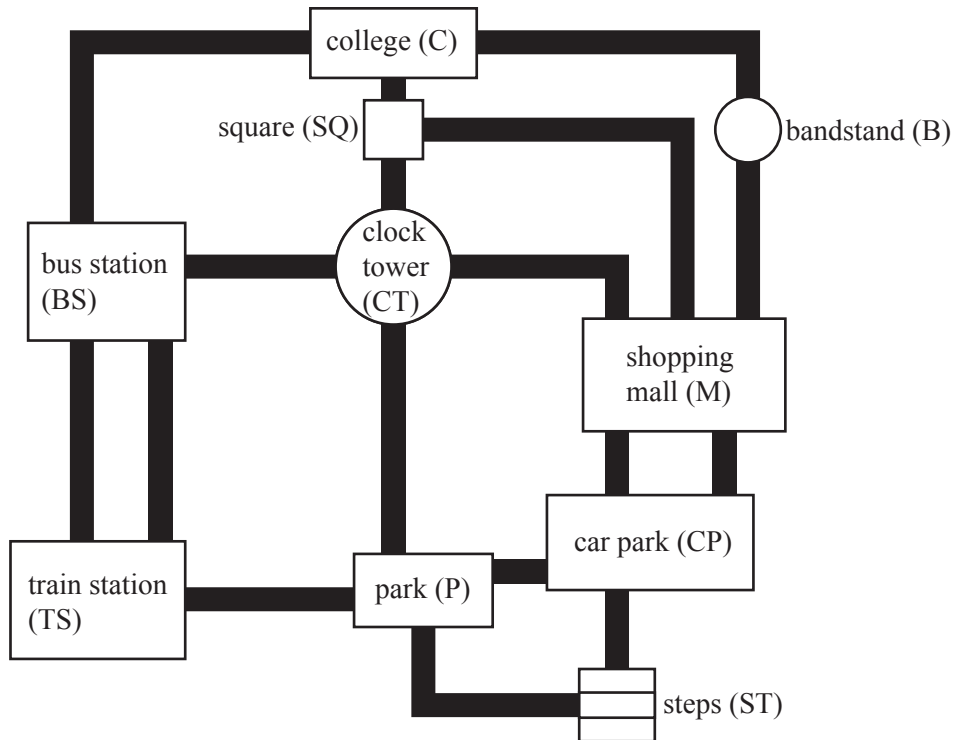 college (C)
square (SQ)
bandstand (B)
clock
tower
(CT)
bus station
(BS)
shopping
mall (M)
car park (CP)
train station
(TS)
park (P)
steps (ST)